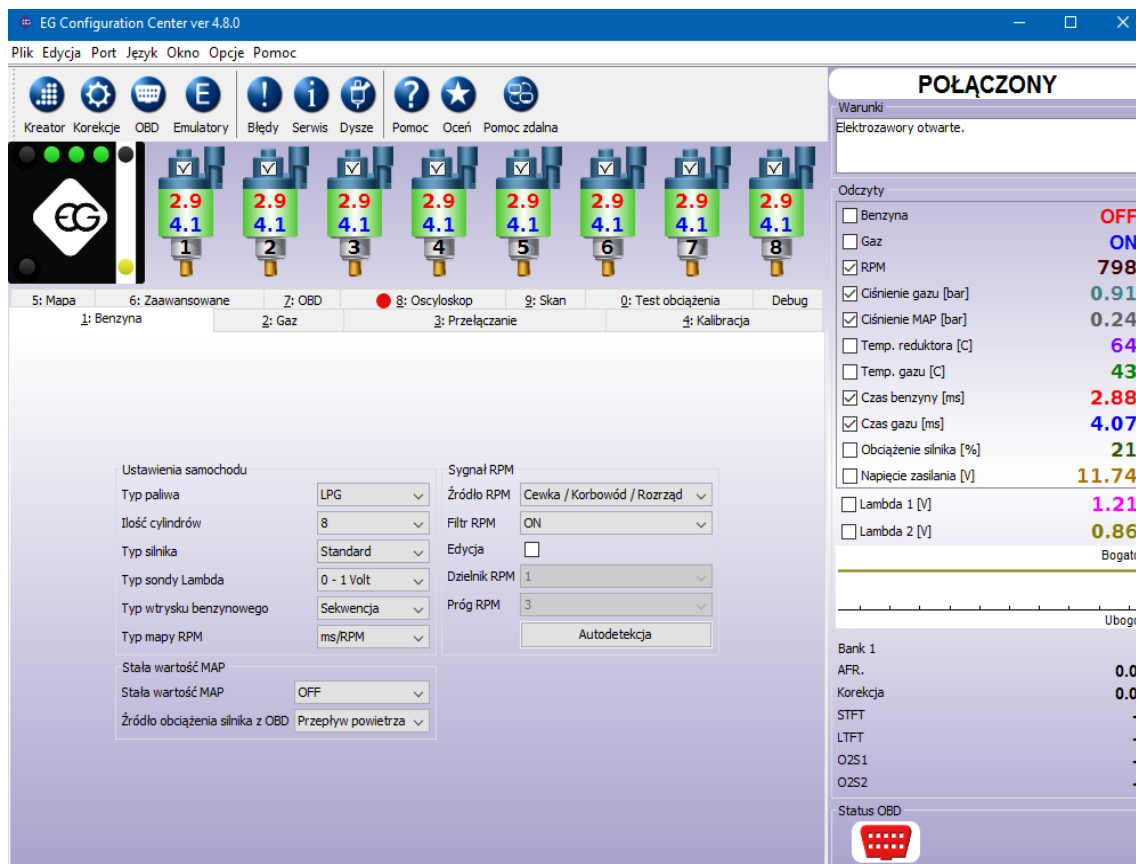 EG Configuration Center ver 4.8.0
Plik Edycja Port Język Okno Opcje Pomoc
Kreator Korekcje OBD Emulatory Błędy Serwis Dysze Pomoc Oceń Pomoc zdalna
EG
2.9 2.9 2.9 2.9 2.9 2.9 2.9 2.9
4.1 4.1 4.1 4.1 4.1 4.1 4.1 4.1
1 2 3 4 5 6 7 8
5: Mapa 6: Zaawansowane 7: OBD 8: Oscyloskop 9: Skan 0: Test obciążenia Debug
1: Benzyna 2: Gaz 3: Przełączanie 4: Kalibracja
Ustawienia samochodu
Typ paliwa LPG
Ilość cylindrów 8
Typ silnika Standard
Typ sondy Lambda 0 - 1 Volt
Typ wtrysku benzynowego Sekwencja
Typ mapy RPM ms/RPM
Sygnał RPM
Źródło RPM Cewka / Korbowód / Rozrząd
Filtr RPM ON
Edycja
Dzielnik RPM 1
Próg RPM 3
Autodetekcja
Stała wartość MAP
Stała wartość MAP OFF
Źródło obciążenia silnika z OBD Przepływ powietrza
POŁĄCZONY
Warunki
Elektrozawory otwarte.
Odczyty
Benzyna OFF
Gaz ON
RPM 798
Ciśnienie gazu [bar] 0.91
Ciśnienie MAP [bar] 0.24
Temp. reduktora [C] 64
Temp. gazu [C] 43
Czas benzyny [ms] 2.88
Czas gazu [ms] 4.07
Obciążenie silnika [%] 21
Napięcie zasilania [V] 11.74
Lambda 1 [V] 1.21
Lambda 2 [V] 0.86
Bogato
Ubogo
Bank 1
AFR. 0.0
Korekcja 0.0
STFT -
LTFT -
O2S1 -
O2S2 -
Status OBD